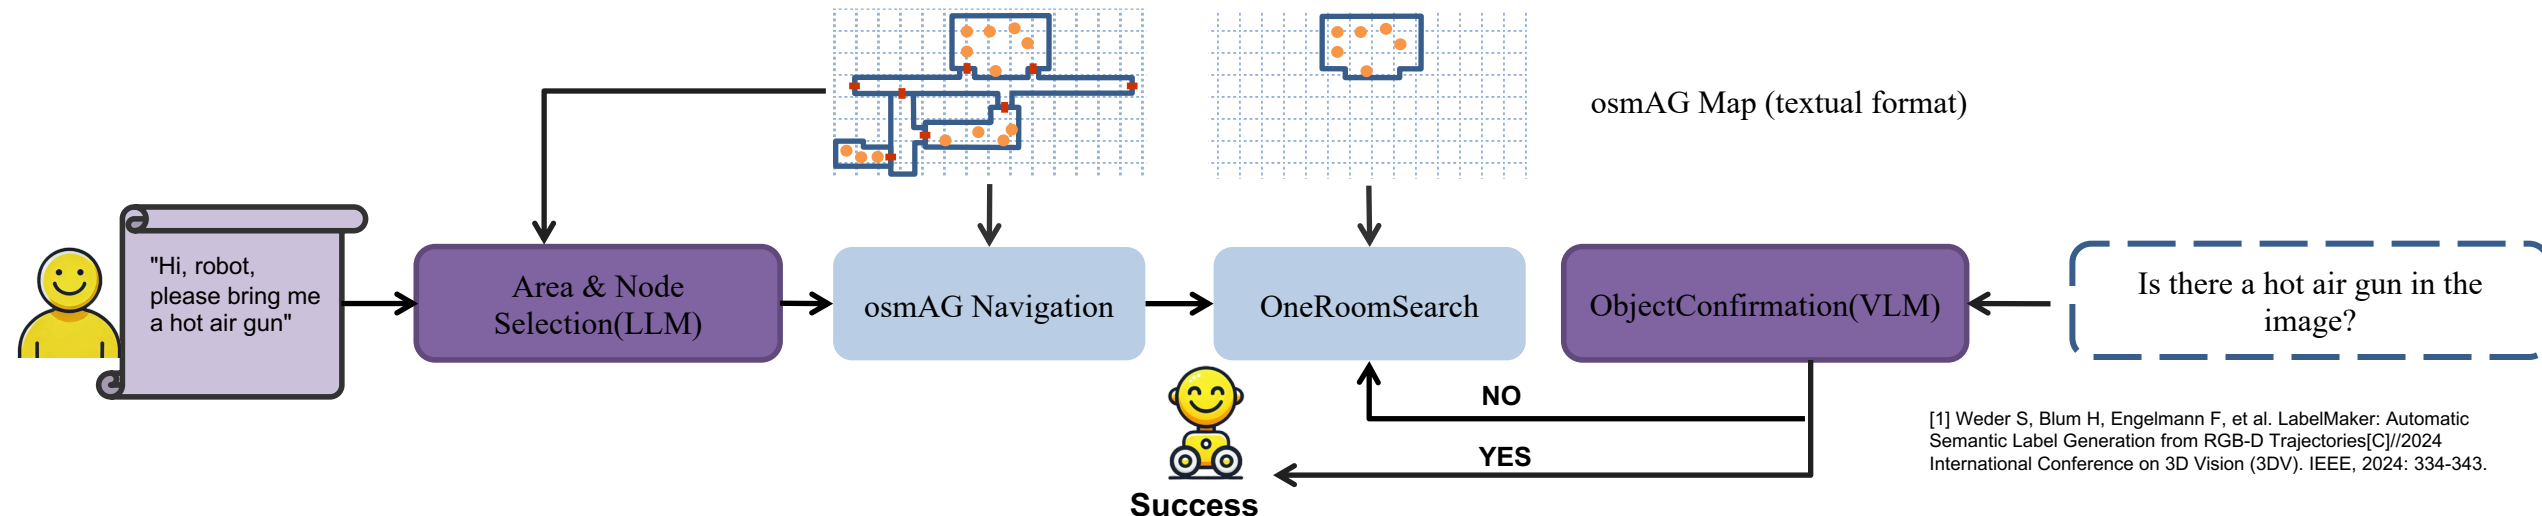 osmAG Map (textual format)
"Hi, robot,
please bring me
a hot air gun"
Area & Node
Selection(LLM)
osmAG Navigation
OneRoomSearch
ObjectConfirmation(VLM)
Is there a hot air gun in the
image?
NO
YES
Success
[1] Weder S, Blum H, Engelmann F, et al. LabelMaker: Automatic
Semantic Label Generation from RGB-D Trajectories[C]//2024
International Conference on 3D Vision (3DV). IEEE, 2024: 334-343.